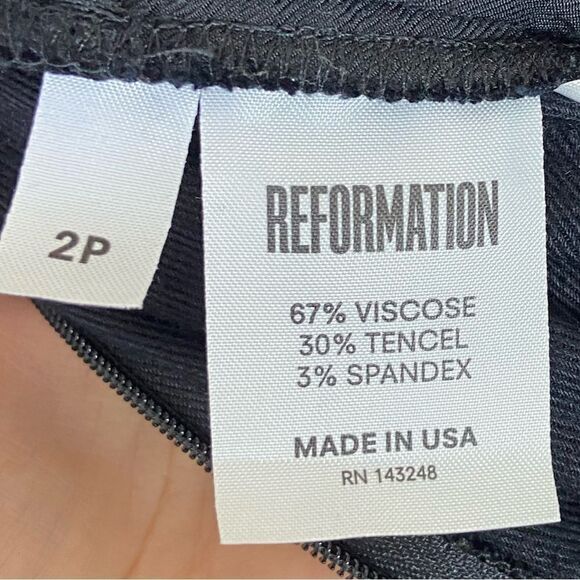 2P
REFORMATION
67% VISCOSE
30% TENCEL
3% SPANDEX
MADE IN USA
RN 143248